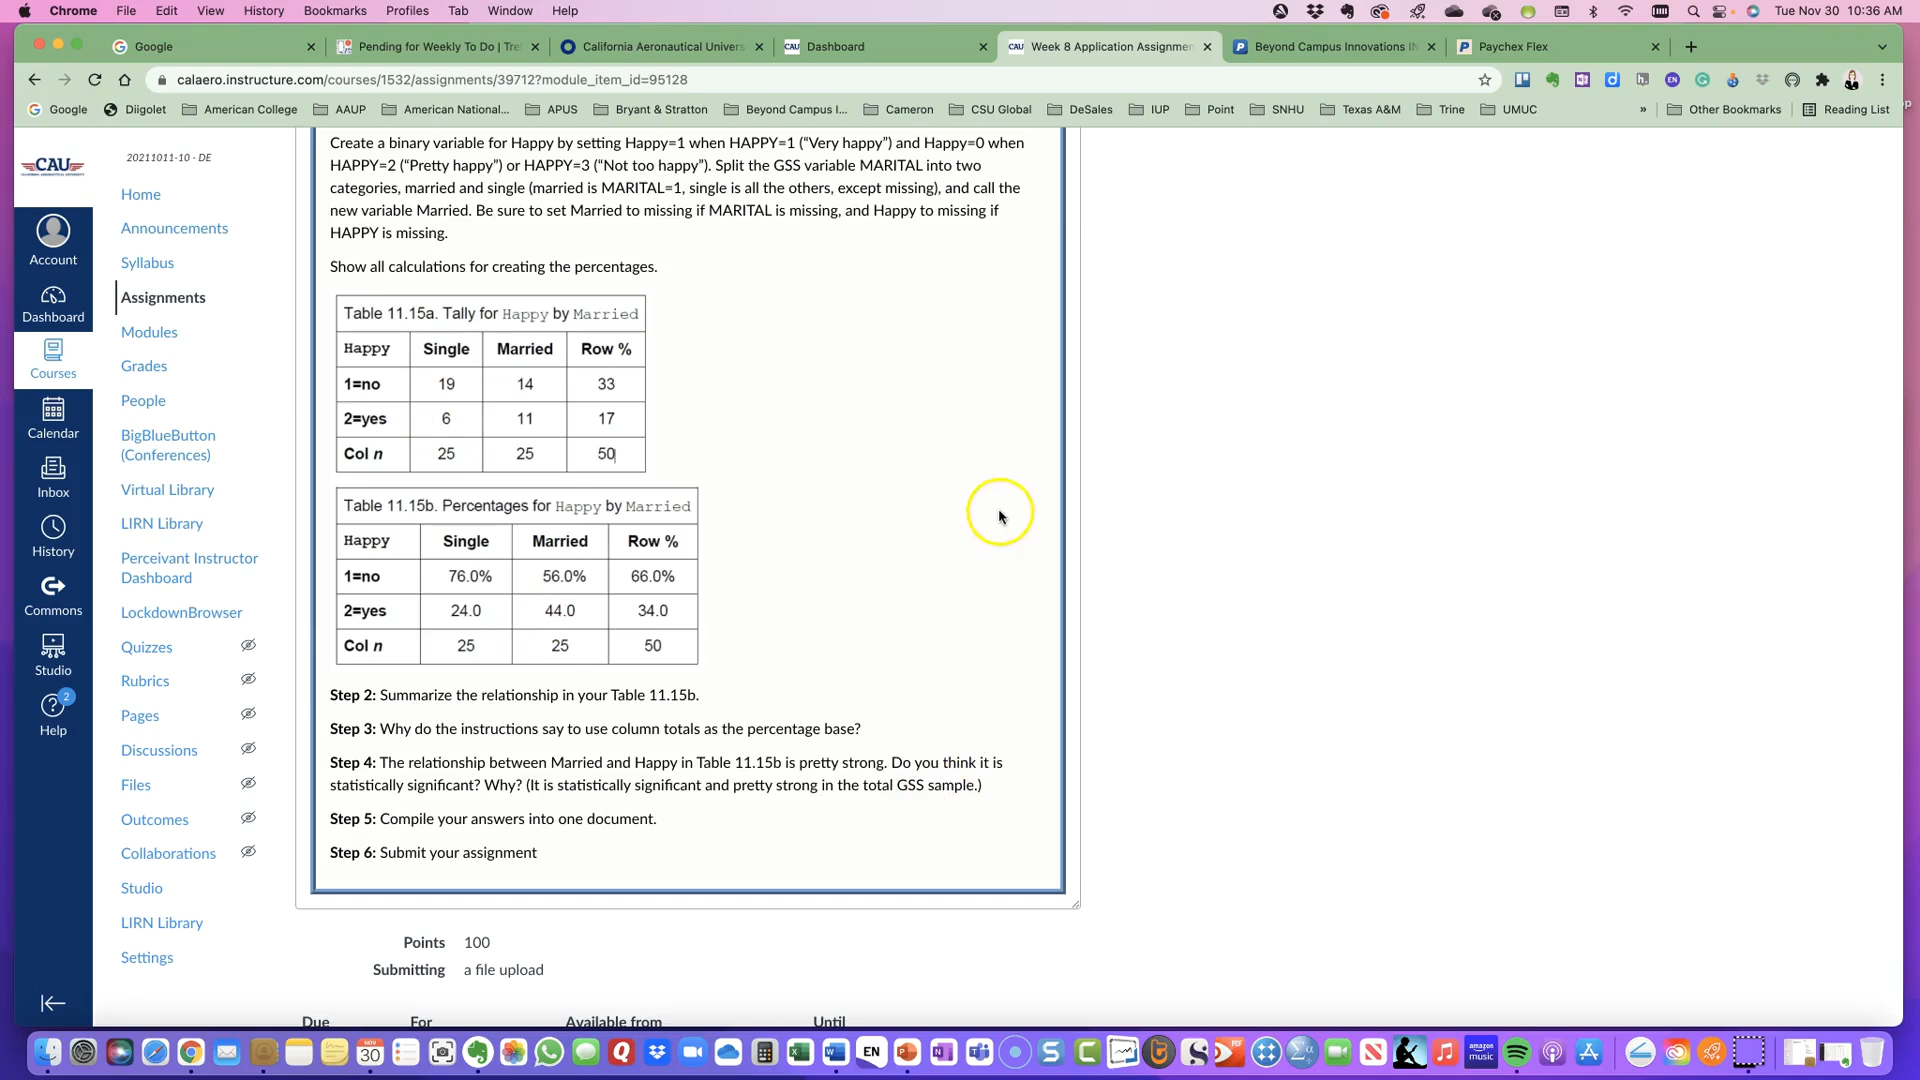 Chrome File Edit View History Bookmarks Profiles Tab Window Help Tue Nov 30 10:36 AM
Google Pending for Weekly To Do | Trel California Aeronautical Univers Dashboard Week 8 Application Assignmen Beyond Campus Innovations IN Paychex Flex
calaero.instructure.com/courses/1532/assignments/39712?module_item_id=95128
Google Diigolet American College AAUP American National... APUS Bryant & Stratton Beyond Campus I... Cameron CSU Global DeSales IUP Point SNHU Texas A&M Trine UMUC » Other Bookmarks Reading List
CAU
Account
Dashboard
Courses
Calendar
Inbox
History
Commons
Studio
2
Help
20211011-10 - DE
Home
Announcements
Syllabus
Assignments
Modules
Grades
People
BigBlueButton
(Conferences)
Virtual Library
LIRN Library
Perceivant Instructor
Dashboard
LockdownBrowser
Quizzes
Rubrics
Pages
Discussions
Files
Outcomes
Collaborations
Studio
LIRN Library
Settings
Create a binary variable for Happy by setting Happy=1 when HAPPY=1 (“Very happy”) and Happy=0 when
HAPPY=2 (“Pretty happy”) or HAPPY=3 (“Not too happy”). Split the GSS variable MARITAL into two
categories, married and single (married is MARITAL=1, single is all the others, except missing), and call the
new variable Married. Be sure to set Married to missing if MARITAL is missing, and Happy to missing if
HAPPY is missing.
Show all calculations for creating the percentages.
Table 11.15a. Tally for Happy by Married
Happy Single Married Row %
1=no 19 14 33
2=yes 6 11 17
Col n 25 25 50
Table 11.15b. Percentages for Happy by Married
Happy Single Married Row %
1=no 76.0% 56.0% 66.0%
2=yes 24.0 44.0 34.0
Col n 25 25 50
Step 2: Summarize the relationship in your Table 11.15b.
Step 3: Why do the instructions say to use column totals as the percentage base?
Step 4: The relationship between Married and Happy in Table 11.15b is pretty strong. Do you think it is
statistically significant? Why? (It is statistically significant and pretty strong in the total GSS sample.)
Step 5: Compile your answers into one document.
Step 6: Submit your assignment
Points 100
Submitting a file upload
Due For Available from Until
NOV
30
EN
amazon
music